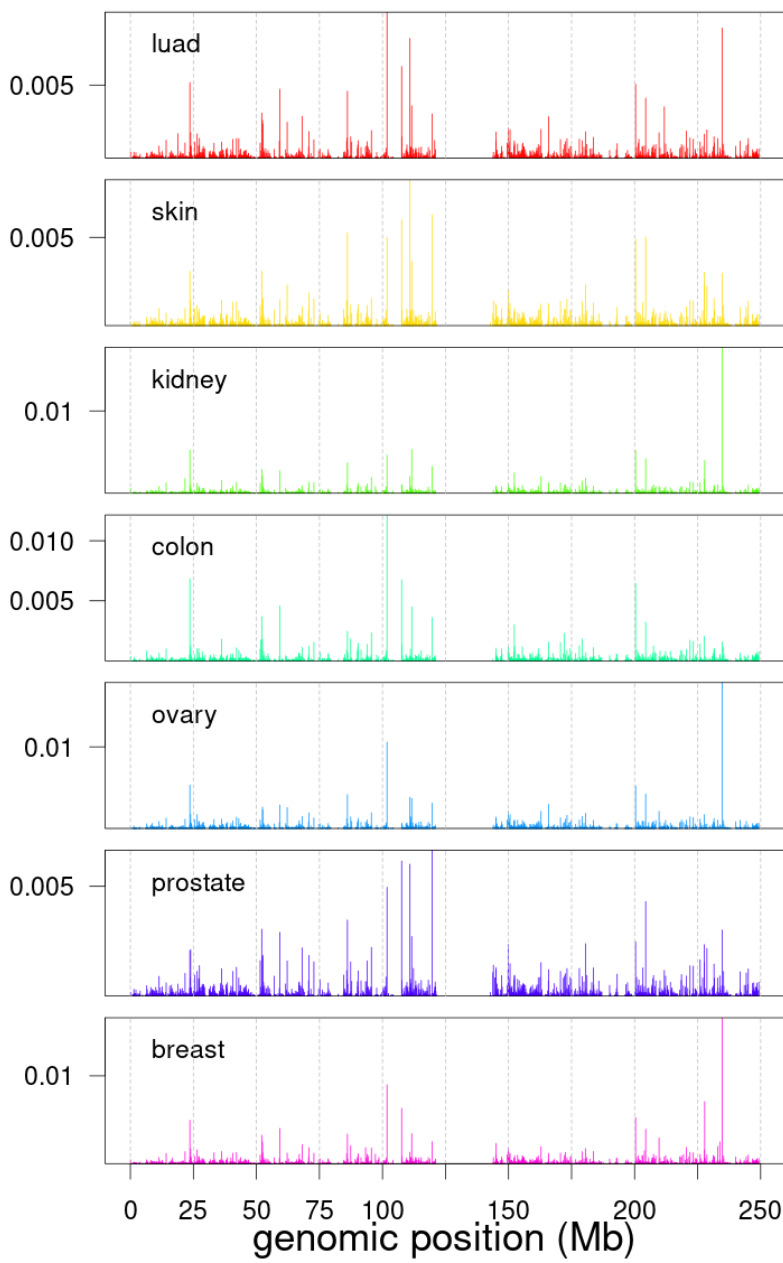 luad
0.005
skin
0.005
kidney
0.01
colon
0.010
0.005
ovary
0.01
prostate
0.005
breast
0.01
0 25 50 75 100 150 200 250
genomic position (Mb)